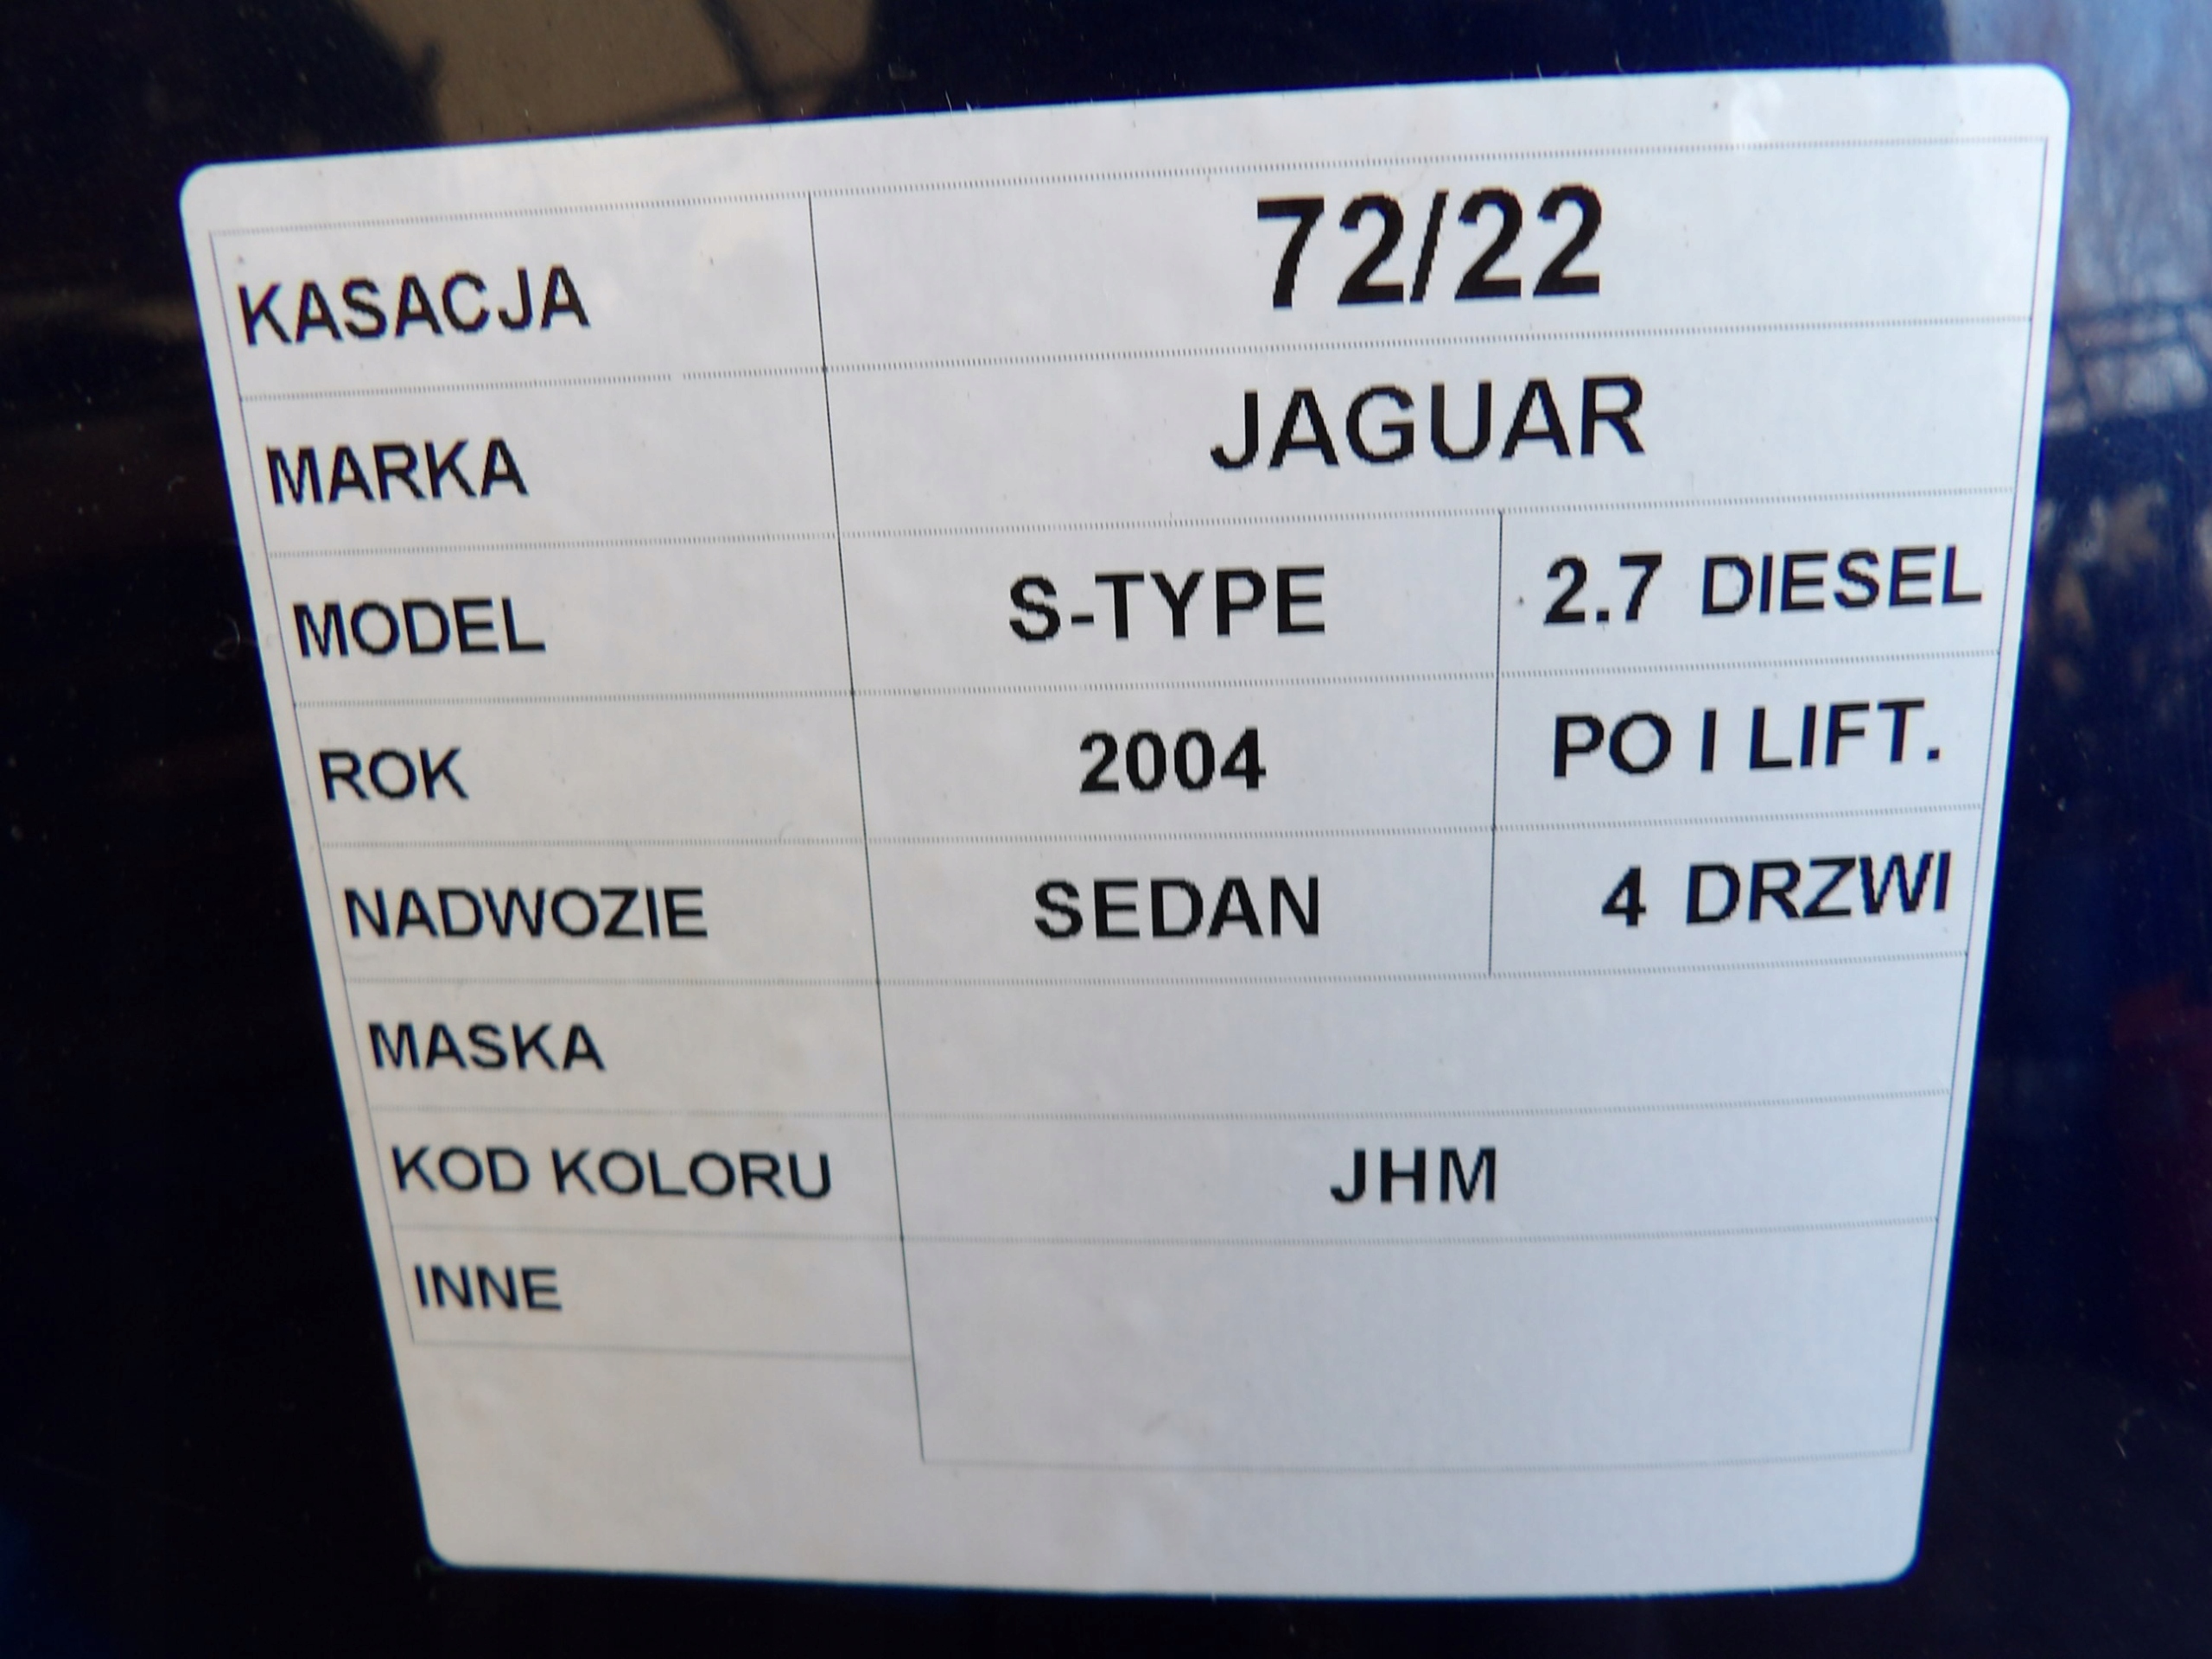 KASACJA 72/22
MARKA JAGUAR
MODEL S-TYPE 2.7 DIESEL
ROK 2004 PO I LIFT.
NADWOZIE SEDAN 4 DRZWI
MASKA
KOD KOLORU JHM
INNE